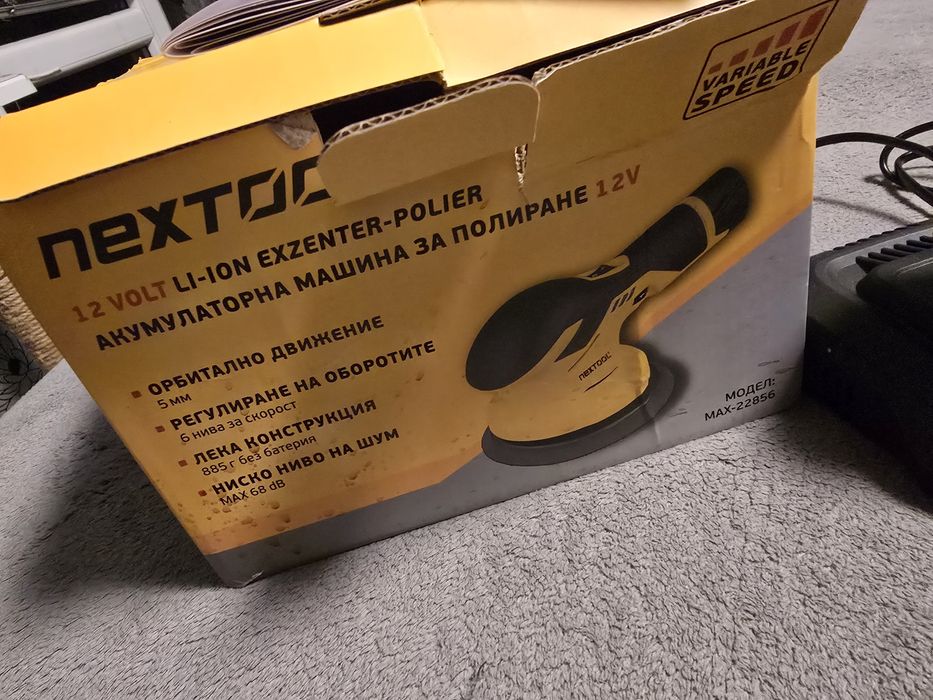 VARIABLE
SPEED
neXTOO
12 VOLT LI-ION EXZENTER-POLIER
АКУМУЛАТОРНА МАШИНА ЗА ПОЛИРАНЕ 12V
ОРБИТАЛНО ДВИЖЕНИЕ
5 мм
РЕГУЛИРАНЕ НА ОБОРОТИТЕ
6 нива за скорост
ЛЕКА КОНСТРУКЦИЯ
885 г без батерия
НИСКО НИВО НА ШУМ
MAX 68 dB
neXTOOL
МОДЕЛ:
MAX-22856